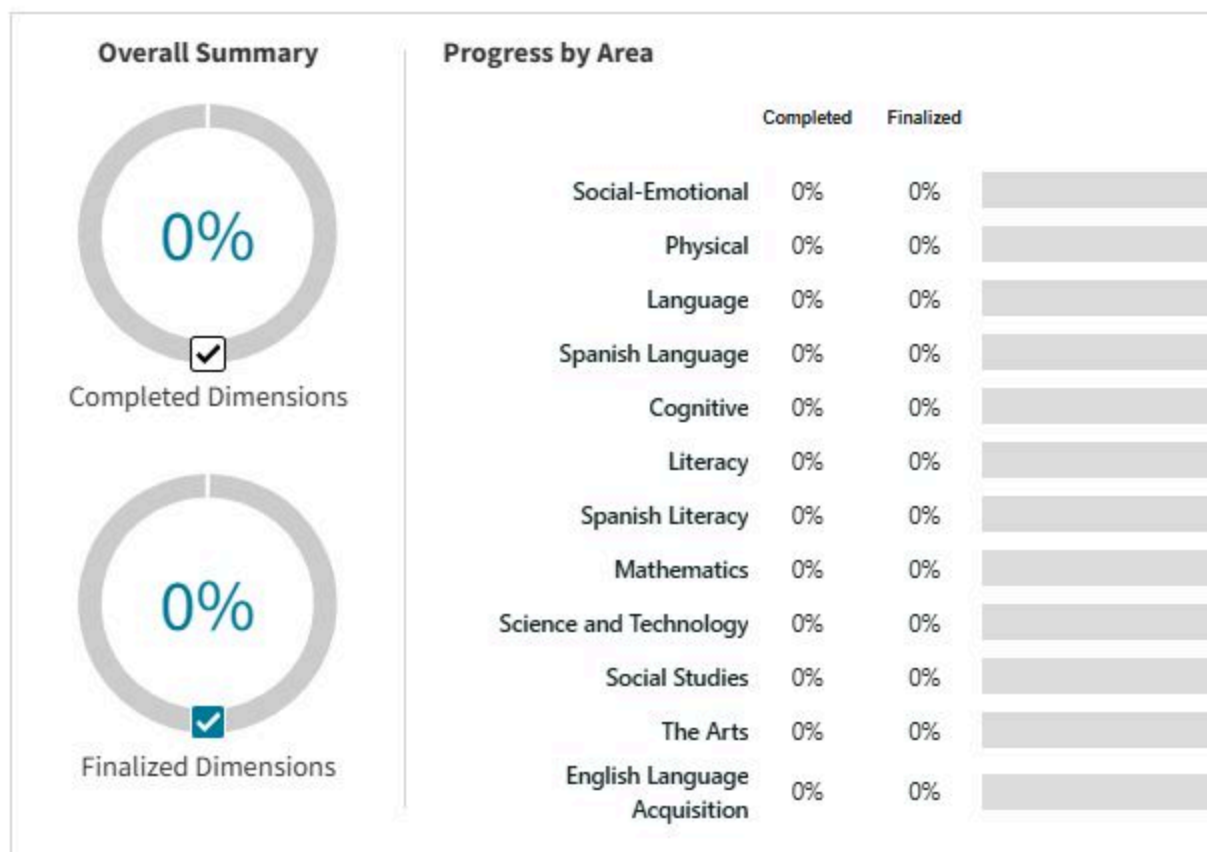 Overall Summary
0%
Completed Dimensions
0%
Finalized Dimensions
Progress by Area
Completed Finalized
Social-Emotional 0% 0%
Physical 0% 0%
Language 0% 0%
Spanish Language 0% 0%
Cognitive 0% 0%
Literacy 0% 0%
Spanish Literacy 0% 0%
Mathematics 0% 0%
Science and Technology 0% 0%
Social Studies 0% 0%
The Arts 0% 0%
English Language
Acquisition 0% 0%